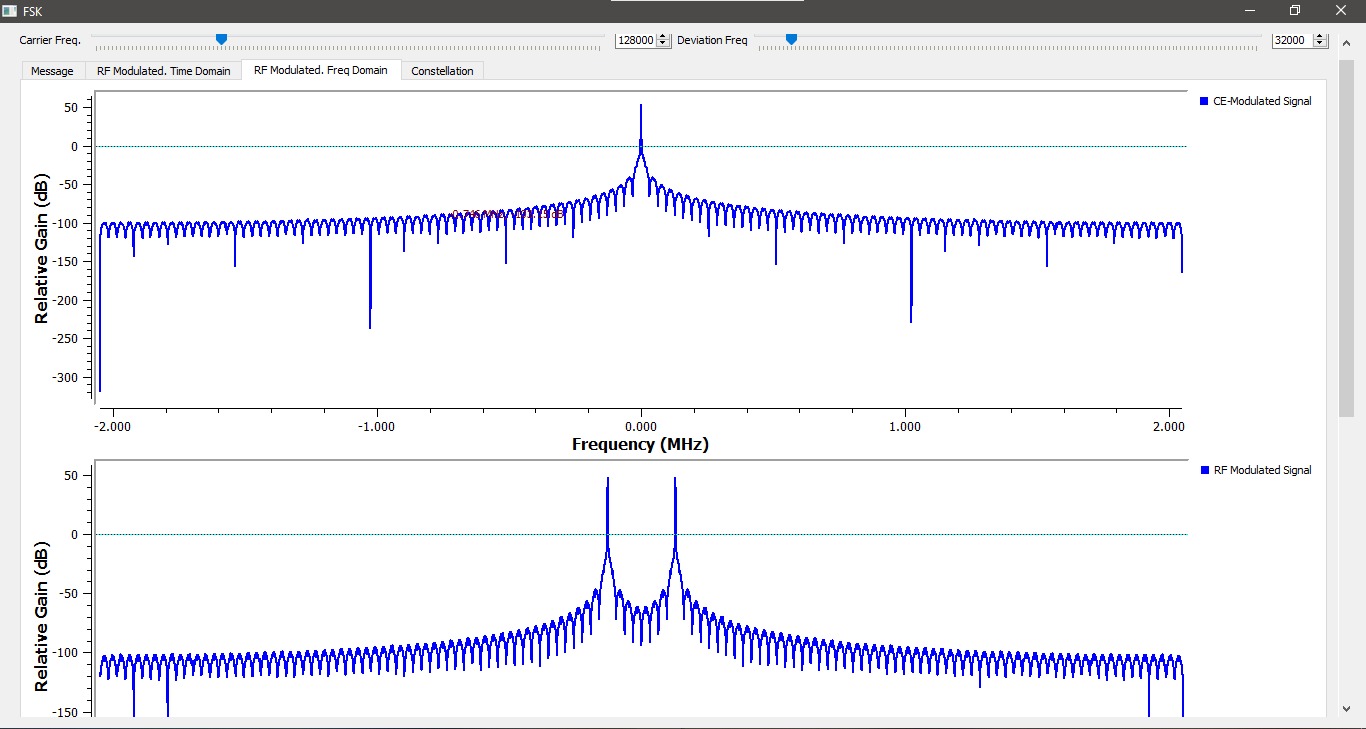 FSK
Carrier Freq. 128000 Deviation Freq 32000
Message RF Modulated. Time Domain RF Modulated. Freq Domain Constellation
CE-Modulated Signal
Relative Gain (dB)
50
0
-50
-100
-150
-200
-250
-300
-2.000 -1.000 0.000 1.000 2.000
Frequency (MHz)
RF Modulated Signal
Relative Gain (dB)
50
0
-50
-100
-150